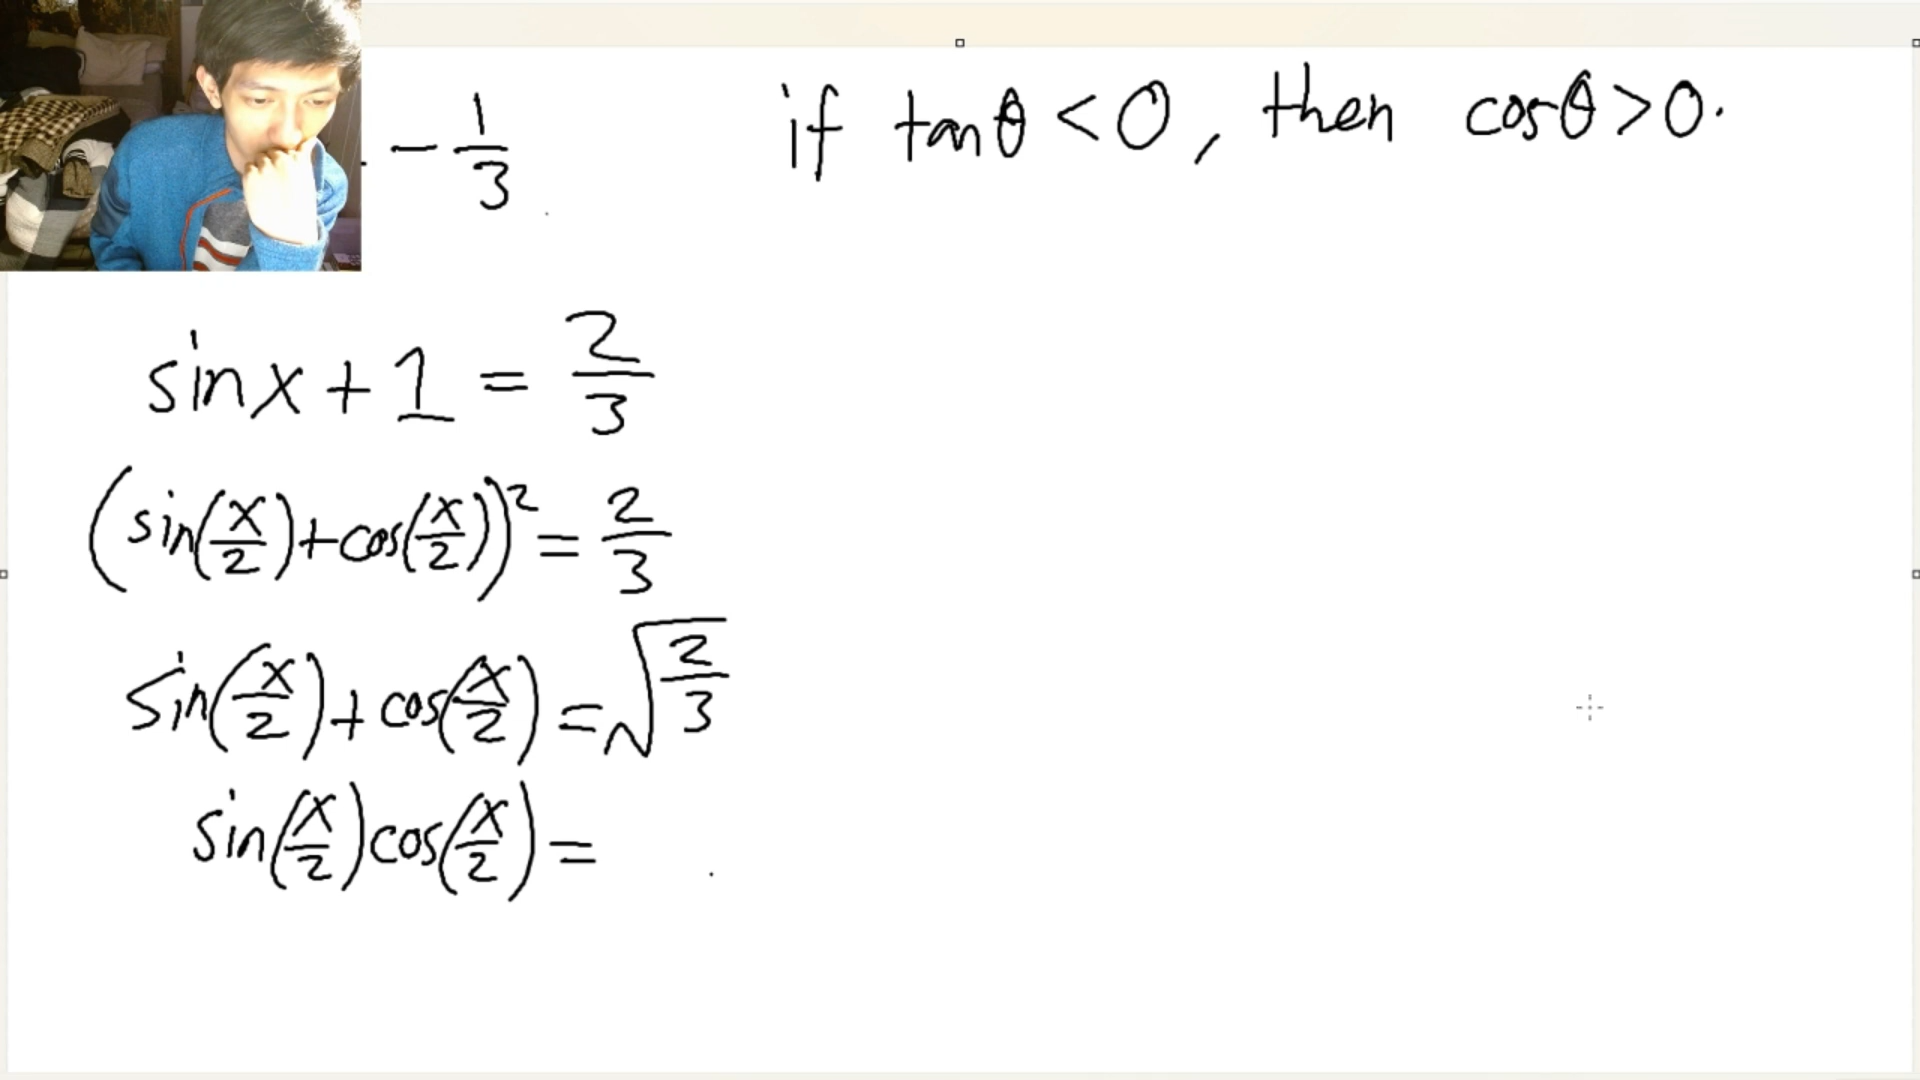 - 1/3
if tanθ < 0, then cosθ > 0.
sinx + 1 = 2/3
(sin(x/2) + cos(x/2))² = 2/3
sin(x/2) + cos(x/2) = √(2/3)
sin(x/2) cos(x/2) =